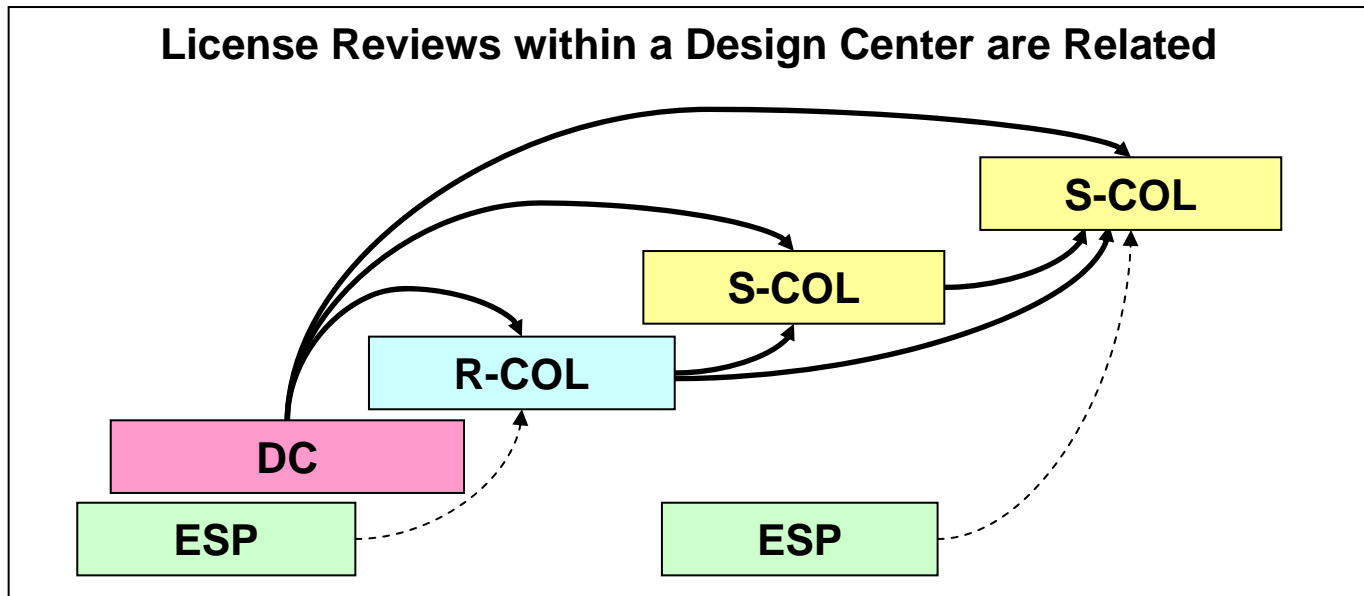 License Reviews within a Design Center are Related
S-COL
S-COL
R-COL
DC
ESP
ESP